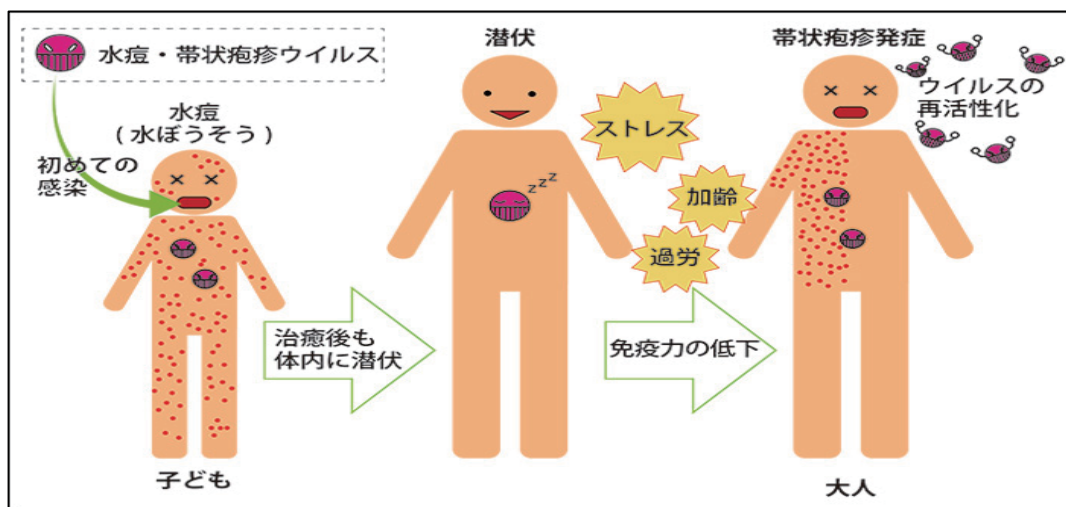 水痘・帯状疱疹ウイルス
水痘
(水ぼうそう)
初めての
感染
子ども
治癒後も
体内に潜伏
潜伏
zzz
ストレス
加齢
過労
免疫力の低下
帯状疱疹発症
ウイルスの
再活性化
大人